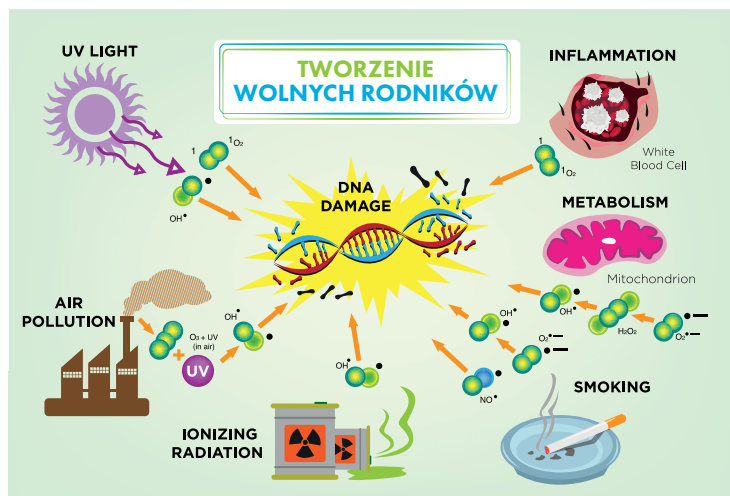 UV LIGHT
TWORZENIE
WOLNYCH RODNIKÓW
INFLAMMATION
White
Blood Cell
1
¹O₂
1
¹O₂
OH•
DNA
DAMAGE
METABOLISM
Mitochondrion
AIR
POLLUTION
O₃ + UV
(in air)
+
UV
OH•
OH•
OH•
O₂•—
OH•
H₂O₂
O₂•—
NO•
SMOKING
IONIZING
RADIATION